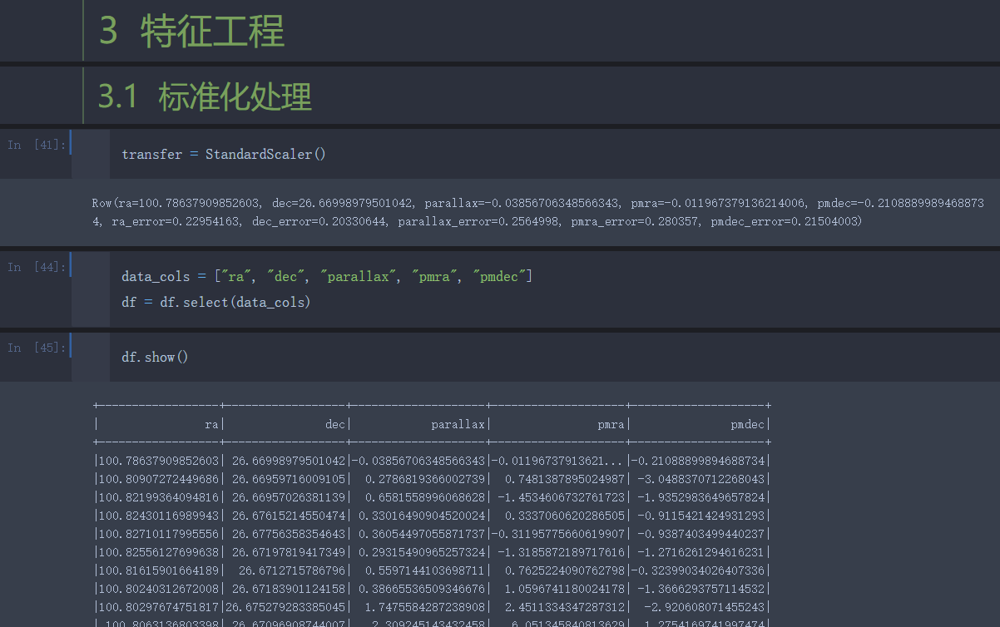 3 特征工程
3.1 标准化处理
In [41]:
transfer = StandardScaler()
Row(ra=100.78637909852603, dec=26.66998979501042, parallax=-0.03856706348566343, pmra=-0.011967379136214006, pmdec=-0.2108889989468873
4, ra_error=0.22954163, dec_error=0.20330644, parallax_error=0.2564998, pmra_error=0.280357, pmdec_error=0.21504003)
In [44]:
data_cols = ["ra", "dec", "parallax", "pmra", "pmdec"]
df = df.select(data_cols)
In [45]:
df.show()
+------------------+------------------+--------------------+--------------------+--------------------+
|                ra|               dec|            parallax|                pmra|               pmdec|
+------------------+------------------+--------------------+--------------------+--------------------+
|100.78637909852603| 26.66998979501042|-0.03856706348566343|-0.01196737913621...|-0.21088899894688734|
|100.80907272449686| 26.66959716009105|  0.2786819366002739|  0.7481387895024987| -3.0488370712268043|
|100.82199364094816| 26.66957026381139|  0.6581558996068628| -1.4534606732761723| -1.9352983649657824|
|100.82430116989943| 26.67615214550474| 0.33016490904520024|  0.3337060620286505| -0.9115421424931293|
|100.82710117995556| 26.67756358354643| 0.36054497055871737|-0.31195775660619907| -0.9387403499440237|
|100.82556127699638| 26.67197819417349| 0.29315490965257324| -1.3185872189717616| -1.2716261294616231|
|100.81615901664189|  26.6712715786796|  0.5597144103698711|  0.7625224090762798|-0.32399034026407336|
|100.80240312672008| 26.67183901124158| 0.38665536509346676|  1.0596741180024178| -1.3666293757114532|
|100.80297674751817|26.675279283385045|  1.7475584287238908|  2.4511334347287312|  -2.920608071455243|
| 100.8063136803398| 26.67096908744007|   2.309245143432458|   6.051345840813629|  1.2754169741997474|